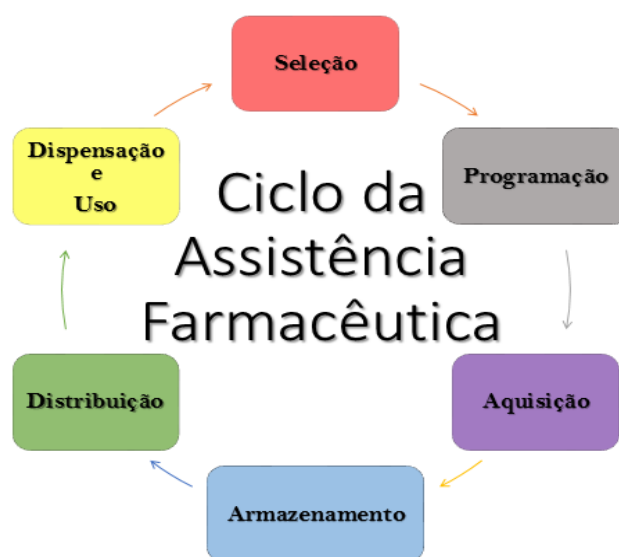 Seleção
Programação
Aquisição
Armazenamento
Distribuição
Dispensação
e
Uso
Ciclo da
Assistência
Farmacêutica